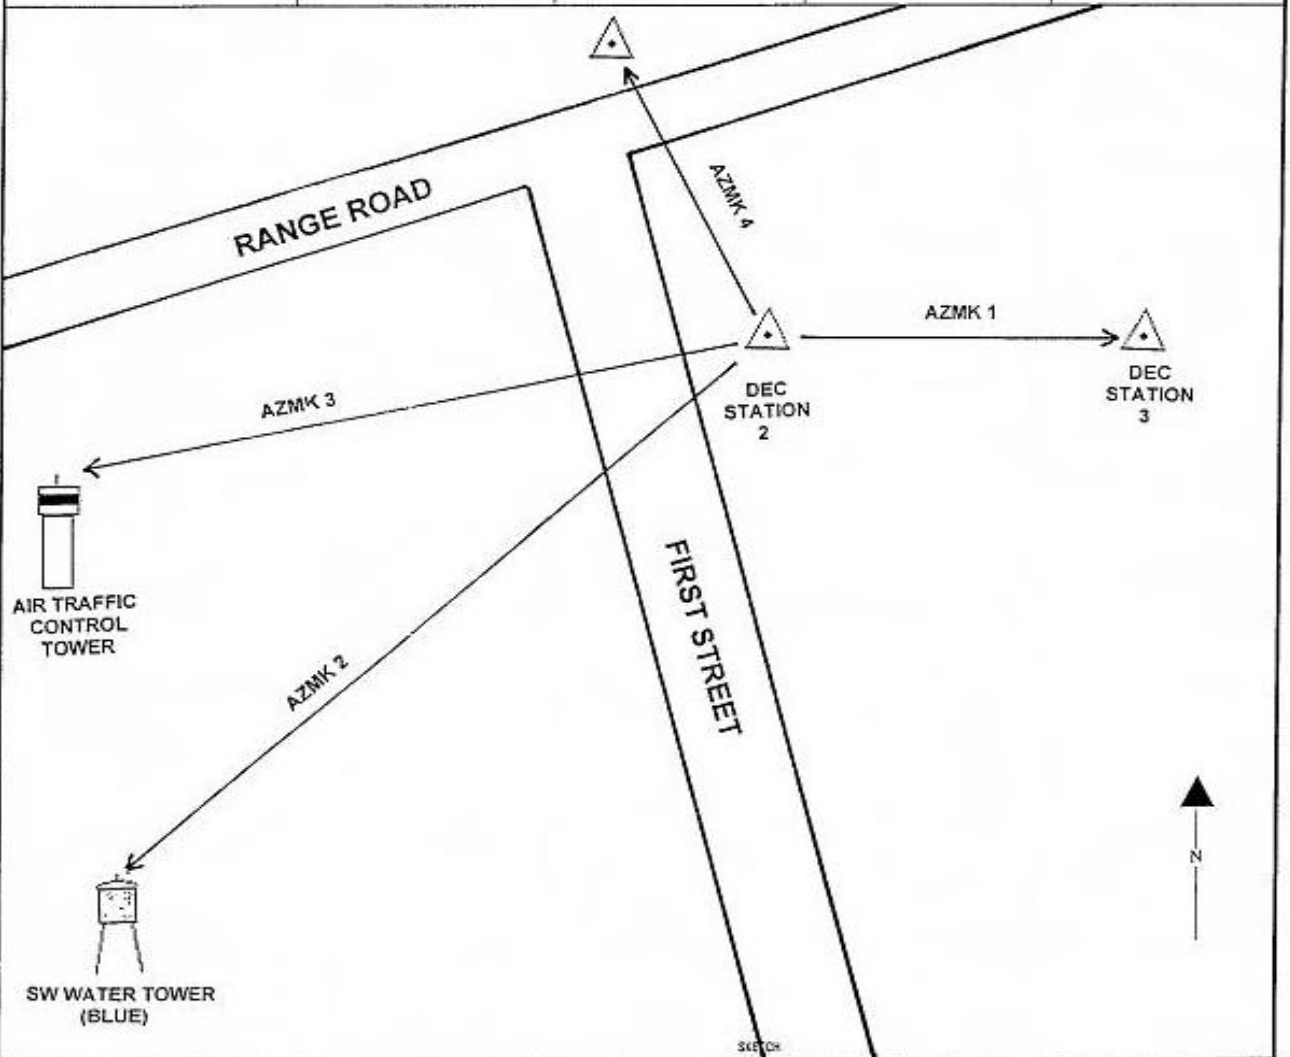 RANGE ROAD
AZMK 4
AZMK 1
DEC
STATION
2
DEC
STATION
3
AZMK 3
AIR TRAFFIC
CONTROL
TOWER
FIRST STREET
AZMK 2
N
SW WATER TOWER
(BLUE)
SKETCH